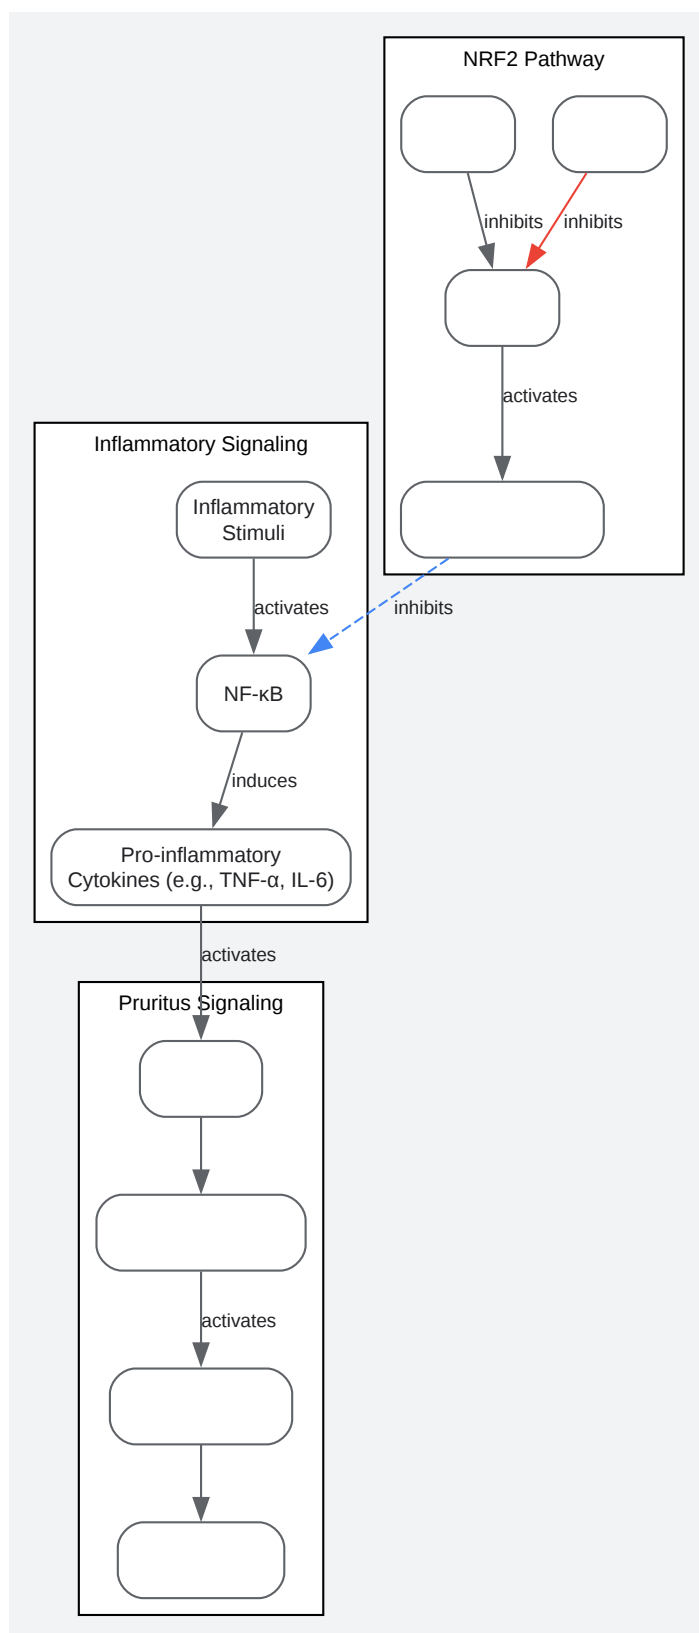 NRF2 Pathway
inhibits
inhibits
activates
Inflammatory Signaling
Inflammatory
Stimuli
activates
inhibits
NF-κB
induces
Pro-inflammatory
Cytokines (e.g., TNF-α, IL-6)
activates
Pruritus Signaling
activates